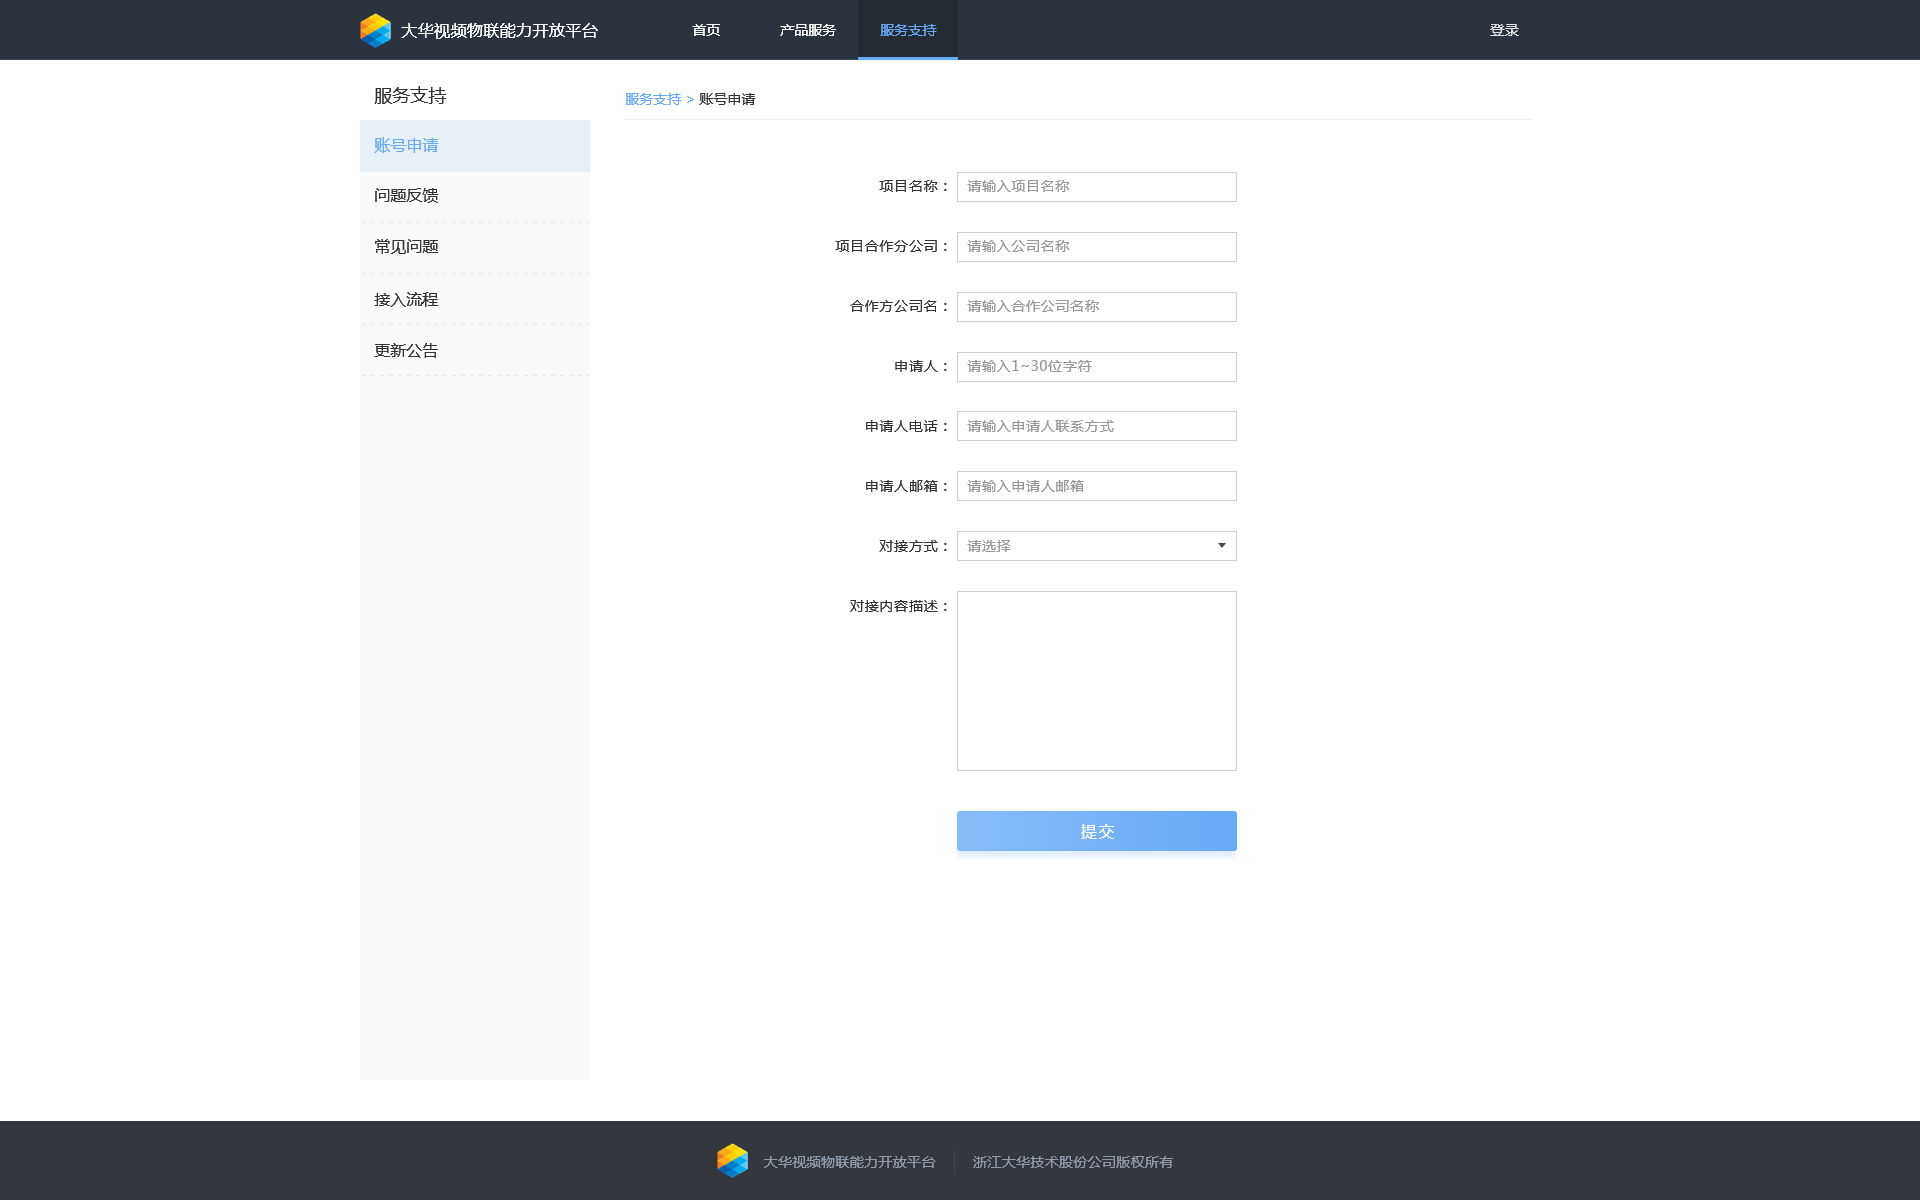 大华视频物联能力开放平台
首页
产品服务
服务支持
登录
服务支持
账号申请
问题反馈
常见问题
接入流程
更新公告
服务支持 > 账号申请
项目名称： 请输入项目名称
项目合作分公司： 请输入公司名称
合作方公司名： 请输入合作公司名称
申请人： 请输入1~30位字符
申请人电话： 请输入申请人联系方式
申请人邮箱： 请输入申请人邮箱
对接方式： 请选择
对接内容描述：
提交
大华视频物联能力开放平台
浙江大华技术股份公司版权所有